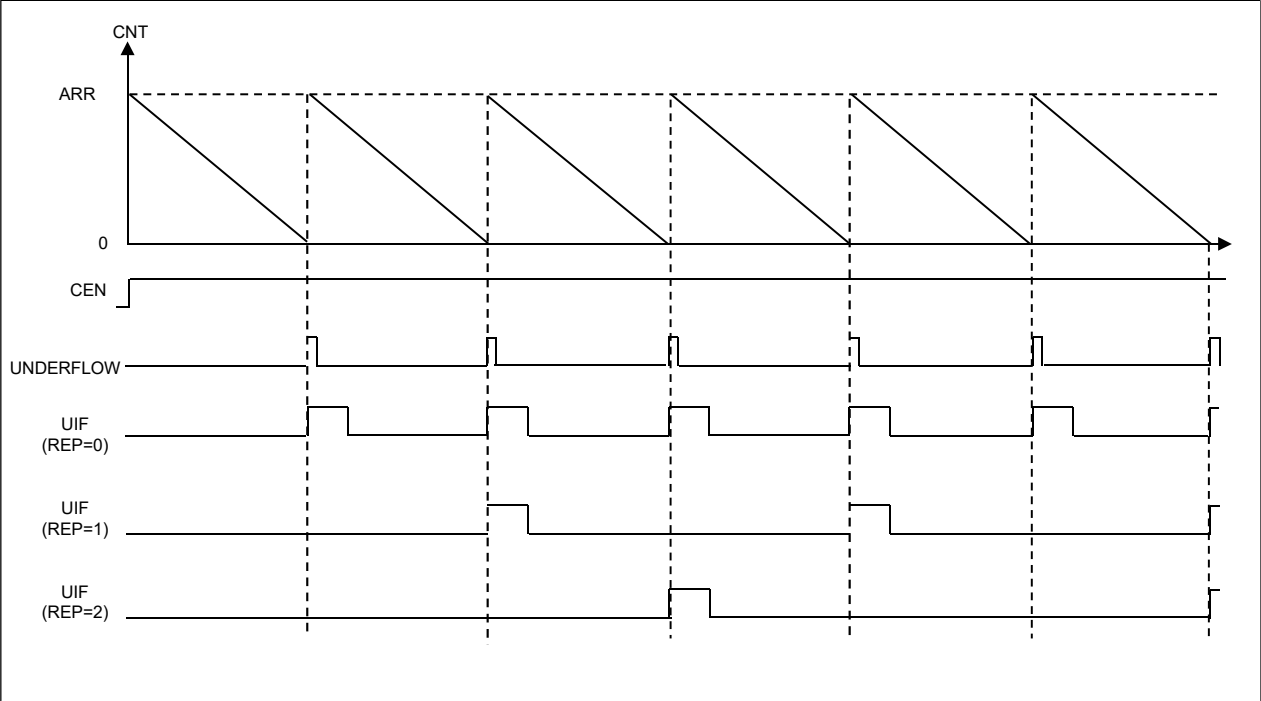 CNT
ARR
0
CEN
UNDERFLOW
UIF
(REP=0)
UIF
(REP=1)
UIF
(REP=2)